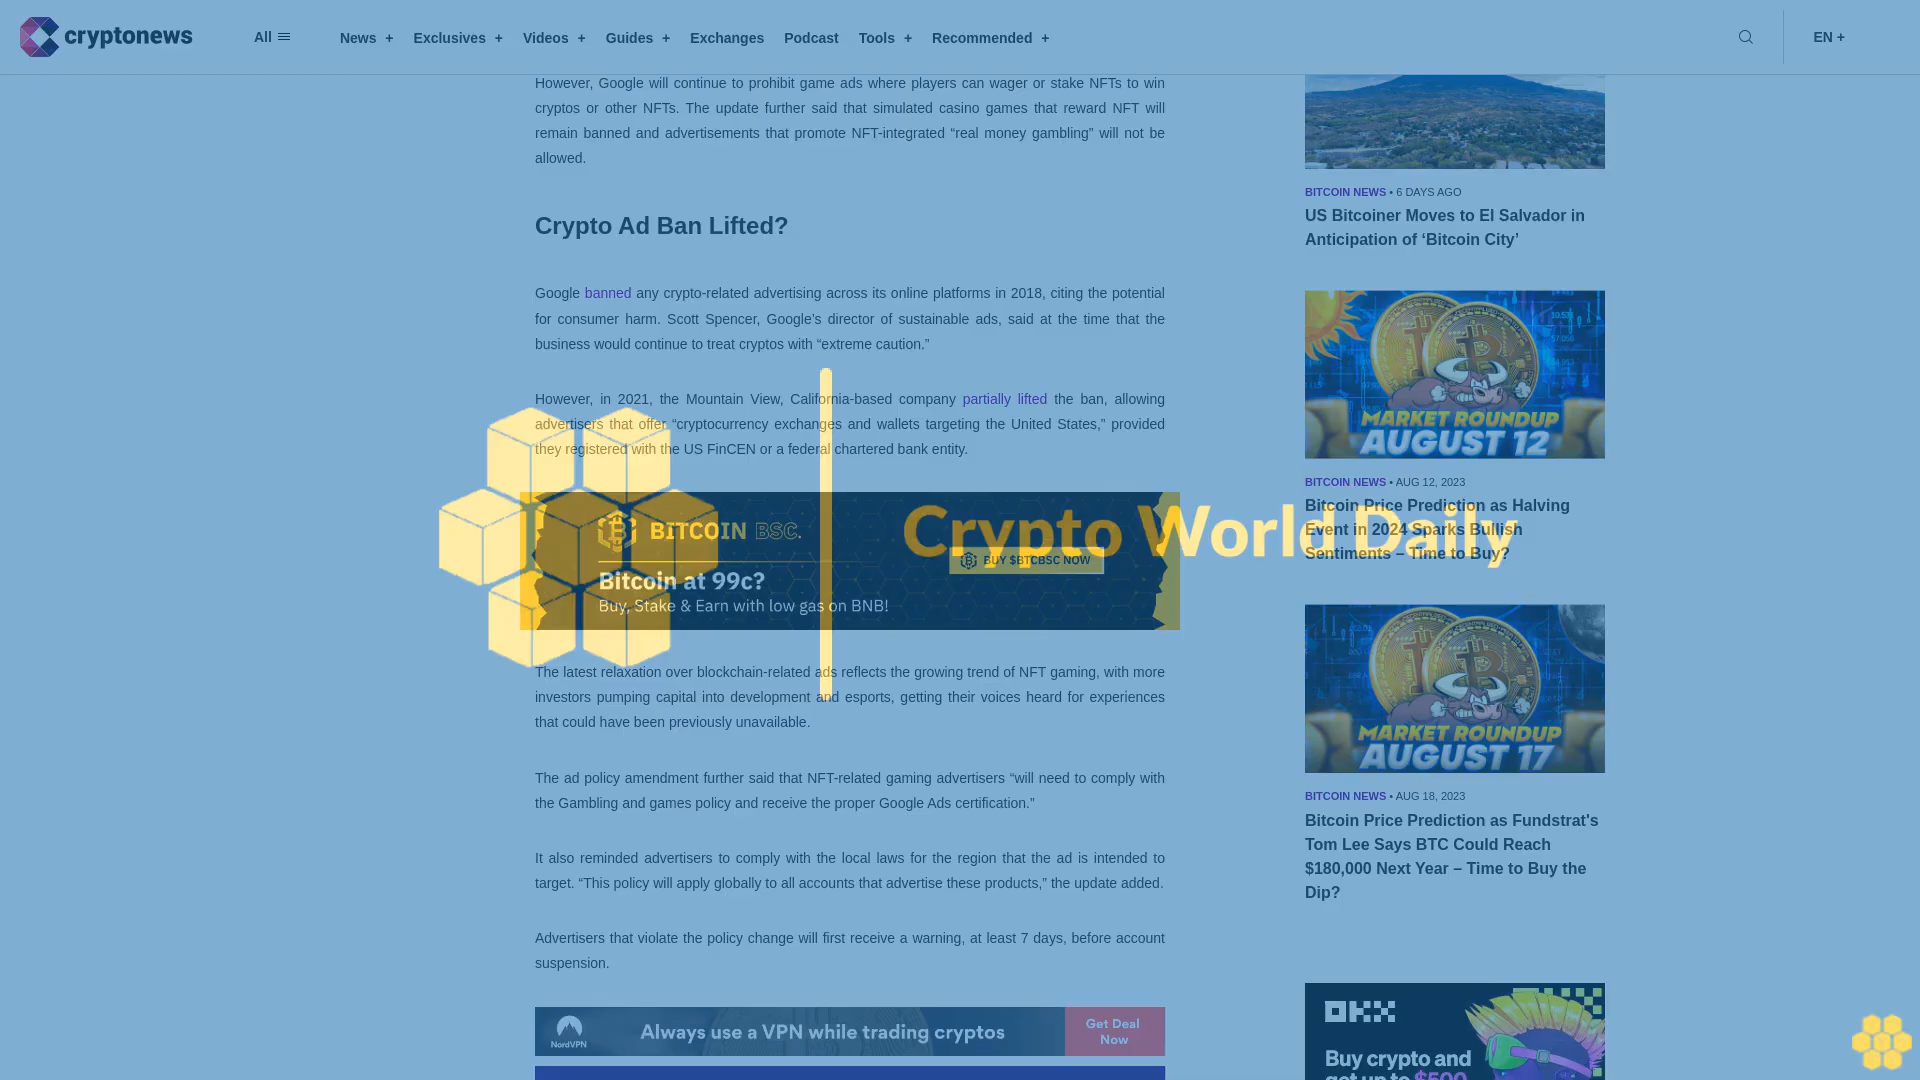 cryptonews
All
News +
Exclusives +
Videos +
Guides +
Exchanges
Podcast
Tools +
Recommended +
EN +
However, Google will continue to prohibit game ads where players can wager or stake NFTs to win
cryptos or other NFTs. The update further said that simulated casino games that reward NFT will
remain banned and advertisements that promote NFT-integrated “real money gambling” will not be
allowed.
Crypto Ad Ban Lifted?
Google banned any crypto-related advertising across its online platforms in 2018, citing the potential
for consumer harm. Scott Spencer, Google’s director of sustainable ads, said at the time that the
business would continue to treat cryptos with “extreme caution.”
However, in 2021, the Mountain View, California-based company partially lifted the ban, allowing
advertisers that offer “cryptocurrency exchanges and wallets targeting the United States,” provided
they registered with the US FinCEN or a federal chartered bank entity.
BITCOIN BSC.
Bitcoin at 99c?
Buy, Stake & Earn with low gas on BNB!
BUY $BTCBSC NOW
Crypto World Daily
The latest relaxation over blockchain-related ads reflects the growing trend of NFT gaming, with more
investors pumping capital into development and esports, getting their voices heard for experiences
that could have been previously unavailable.
The ad policy amendment further said that NFT-related gaming advertisers “will need to comply with
the Gambling and games policy and receive the proper Google Ads certification.”
It also reminded advertisers to comply with the local laws for the region that the ad is intended to
target. “This policy will apply globally to all accounts that advertise these products,” the update added.
Advertisers that violate the policy change will first receive a warning, at least 7 days, before account
suspension.
NordVPN
Always use a VPN while trading cryptos
Get Deal
Now
BITCOIN NEWS • 6 DAYS AGO
US Bitcoiner Moves to El Salvador in
Anticipation of ‘Bitcoin City’
MARKET ROUNDUP
AUGUST 12
BITCOIN NEWS • AUG 12, 2023
Bitcoin Price Prediction as Halving
Event in 2024 Sparks Bullish
Sentiments – Time to Buy?
MARKET ROUNDUP
AUGUST 17
BITCOIN NEWS • AUG 18, 2023
Bitcoin Price Prediction as Fundstrat's
Tom Lee Says BTC Could Reach
$180,000 Next Year – Time to Buy the
Dip?
OKX
Buy crypto and
get up to $500